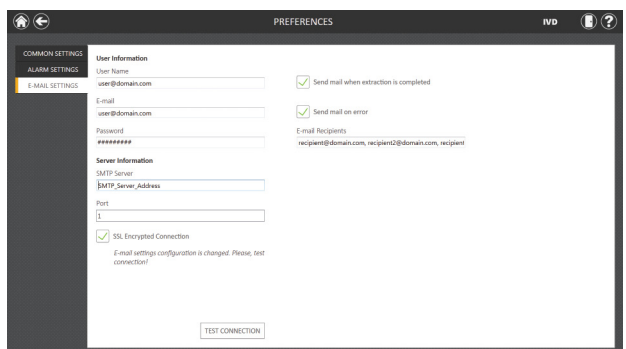 PREFERENCES
IVD
?
COMMON SETTINGS
ALARM SETTINGS
E-MAIL SETTINGS
User Information
User Name
user@domain.com
E-mail
user@domain.com
Password
#########
Server Information
SMTP Server
SMTP_Server_Address
Port
1
SSL Encrypted Connection
E-mail settings configuration is changed. Please, test
connection!
TEST CONNECTION
Send mail when extraction is completed
Send mail on error
E-mail Recipients
recipient@domain.com, recipient2@domain.com, recipient